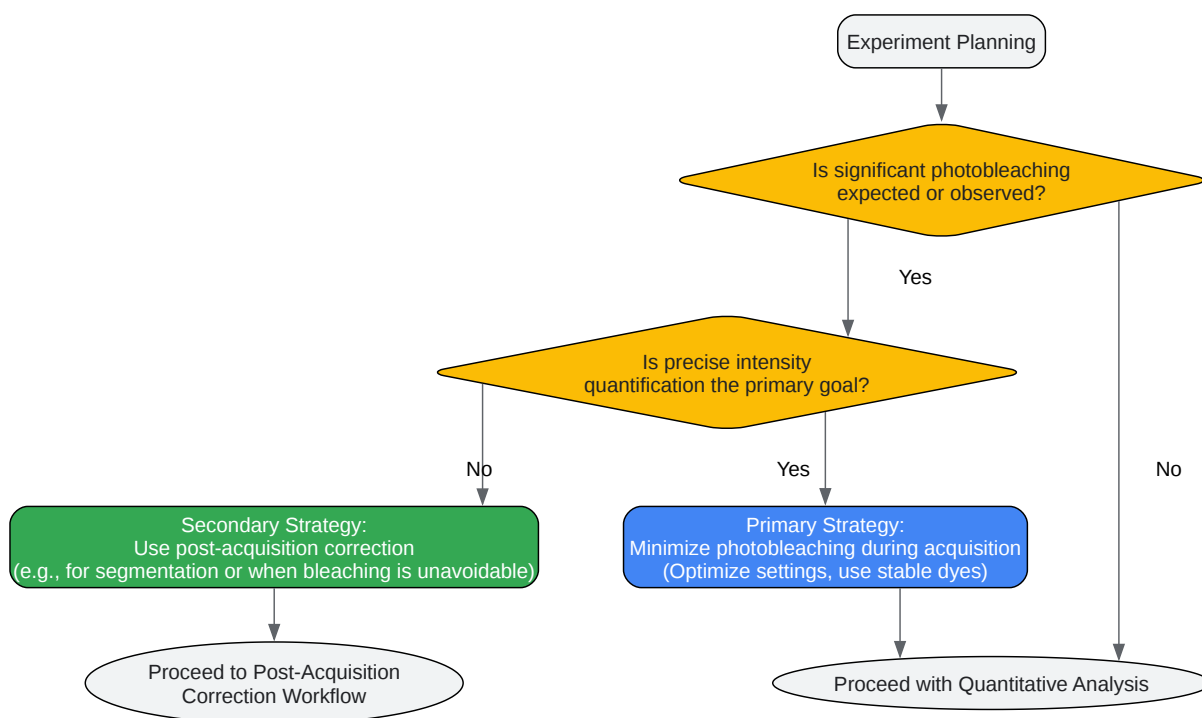 Experiment Planning
Is significant photobleaching
expected or observed?
Yes
Is precise intensity
quantification the primary goal?
No
Yes
No
Secondary Strategy:
Use post-acquisition correction
(e.g., for segmentation or when bleaching is unavoidable)
Primary Strategy:
Minimize photobleaching during acquisition
(Optimize settings, use stable dyes)
Proceed to Post-Acquisition
Correction Workflow
Proceed with Quantitative Analysis